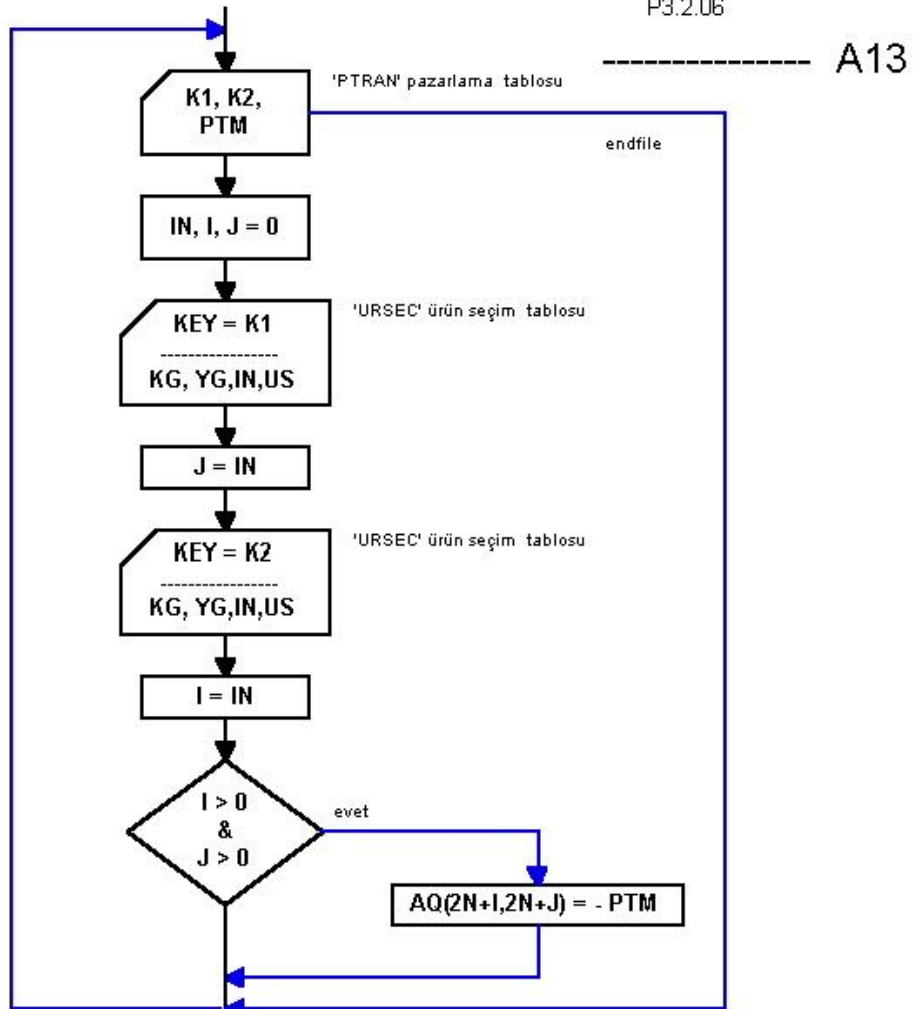 P3.2.06
--------------- A13
'PTRAN' pazarlama tablosu
K1, K2,
PTM
endfile
IN, I, J = 0
'URSEC' ürün seçim tablosu
KEY = K1
-----------------
KG, YG,IN,US
J = IN
'URSEC' ürün seçim tablosu
KEY = K2
-----------------
KG, YG,IN,US
I = IN
I > 0
&
J > 0
evet
AQ(2N+I,2N+J) = - PTM